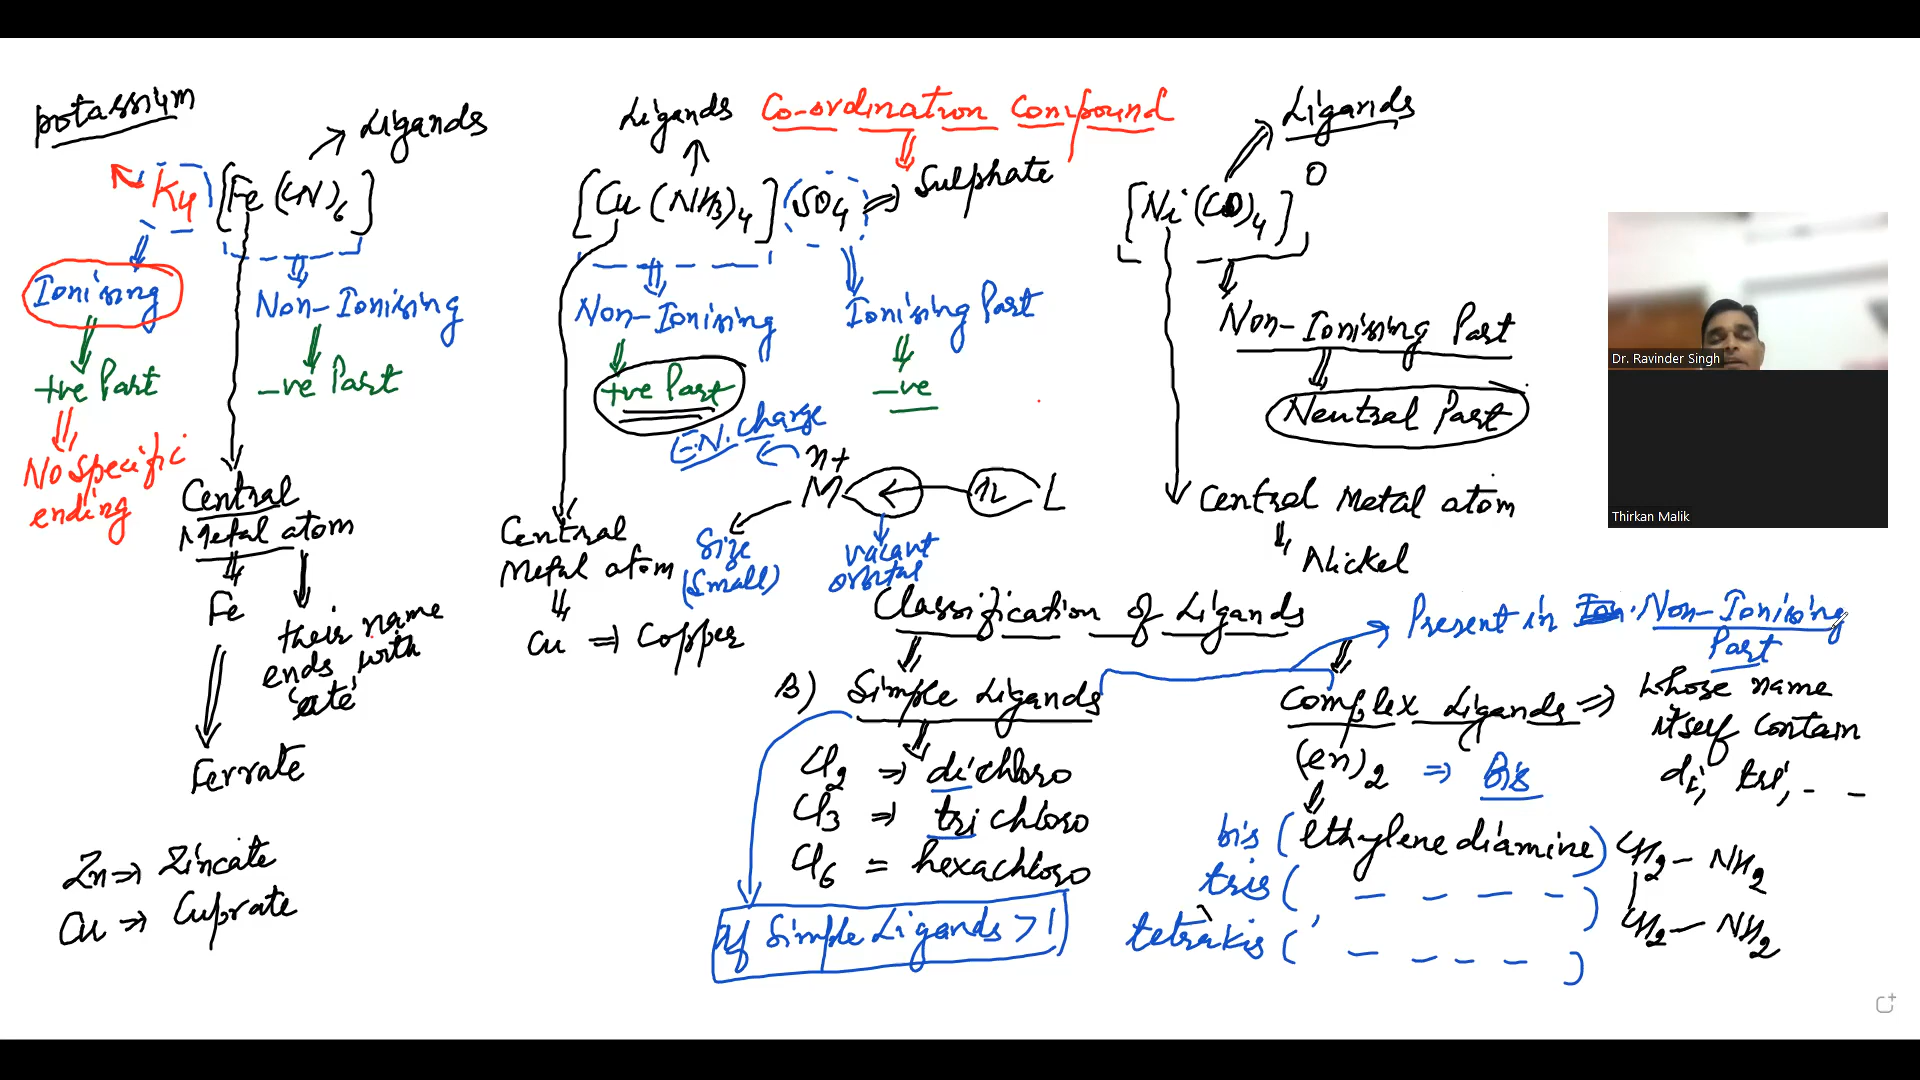 potassium
Ligands
K4 [Fe(CN)6]
Ionising
Non-Ionising
+ve Part
-ve Part
No specific
ending
Central
Metal atom
Fe
their name
ends with
'ate'
Ferrate
Zn ⇒ Zincate
Cu ⇒ Cuprate
Co-ordination Compound
Ligands
[Cu(NH3)4] SO4 ⇒ Sulphate
Non-Ionising
Ionising Part
+ve Part
-ve
Central
Metal atom
Cu ⇒ Copper
E.N. charge
n+
M ← L
Size
(Small)
vacant
orbital
Ligands
O
[Ni(CO)4]
Non-Ionising Part
Neutral Part
Central Metal atom
Nickel
Classification of Ligands
Present in Non-Ionising
Part
B) Simple Ligands
Cl2 ⇒ dichloro
Cl3 ⇒ trichloro
Cl6 = hexachloro
If Simple Ligands > 1
Complex Ligands ⇒ whose name
itself contain
di, tri, - -
(en)2 ⇒ Bis
bis (ethylene diamine)
tris ( - - - - )
tetrakis ( - - - - )
CH2 - NH2
CH2 - NH2
Dr. Ravinder Singh
Thirkan Malik